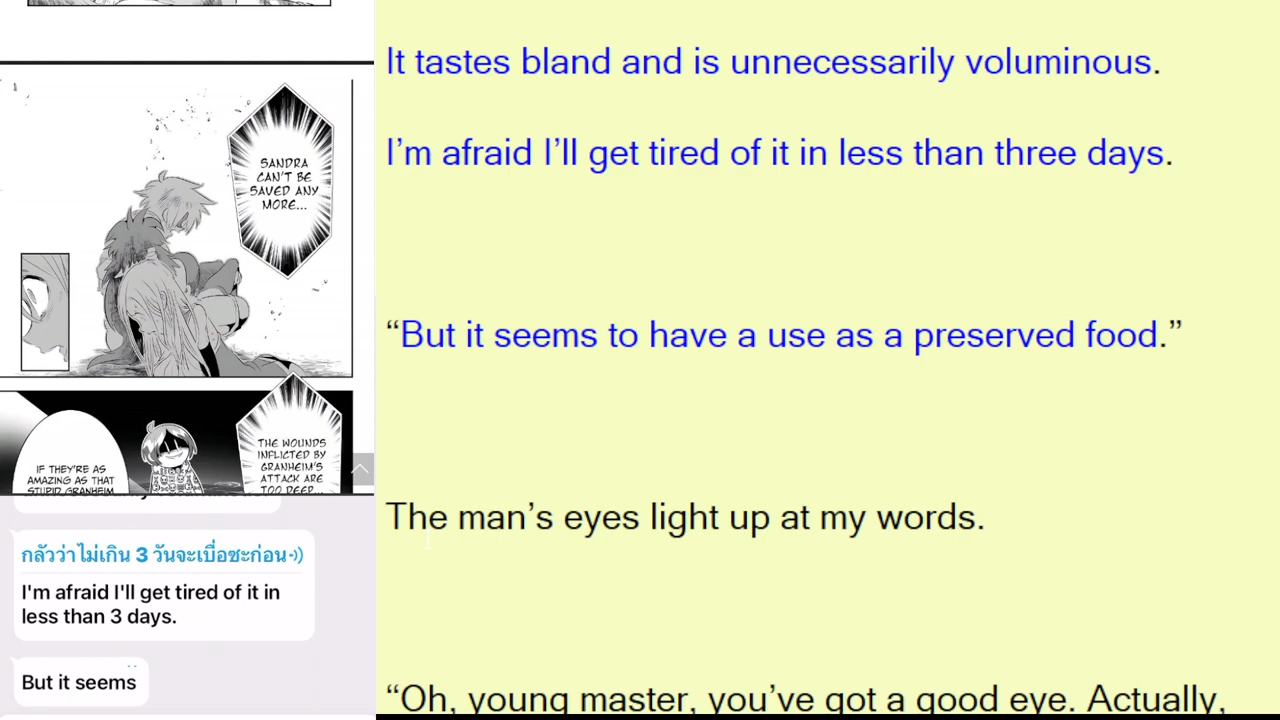 SANDRA
CAN'T BE
SAVED ANY
MORE...
THE WOUNDS
INFLICTED BY
GRANHEIM'S
ATTACK ARE
TOO DEEP...
IF THEY'RE AS
AMAZING AS THAT
STUPID GRANHEIM
กลัวว่าไม่เกิน 3 วันจะเบื่อซะก่อน
I'm afraid I'll get tired of it in
less than 3 days.
But it seems
It tastes bland and is unnecessarily voluminous.
I’m afraid I’ll get tired of it in less than three days.
“But it seems to have a use as a preserved food.”
The man’s eyes light up at my words.
“Oh, young master, you’ve got a good eye. Actually,